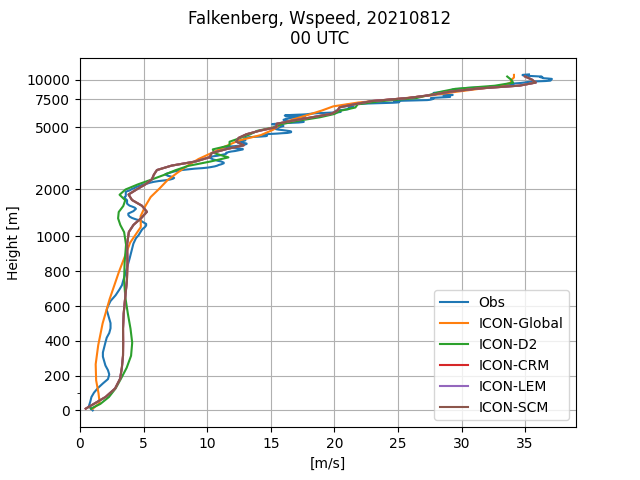 Falkenberg, Wspeed, 20210812
00 UTC
Height [m]
10000
7500
5000
2000
1000
800
600
400
200
0
Obs
ICON-Global
ICON-D2
ICON-CRM
ICON-LEM
ICON-SCM
0 5 10 15 20 25 30 35
[m/s]